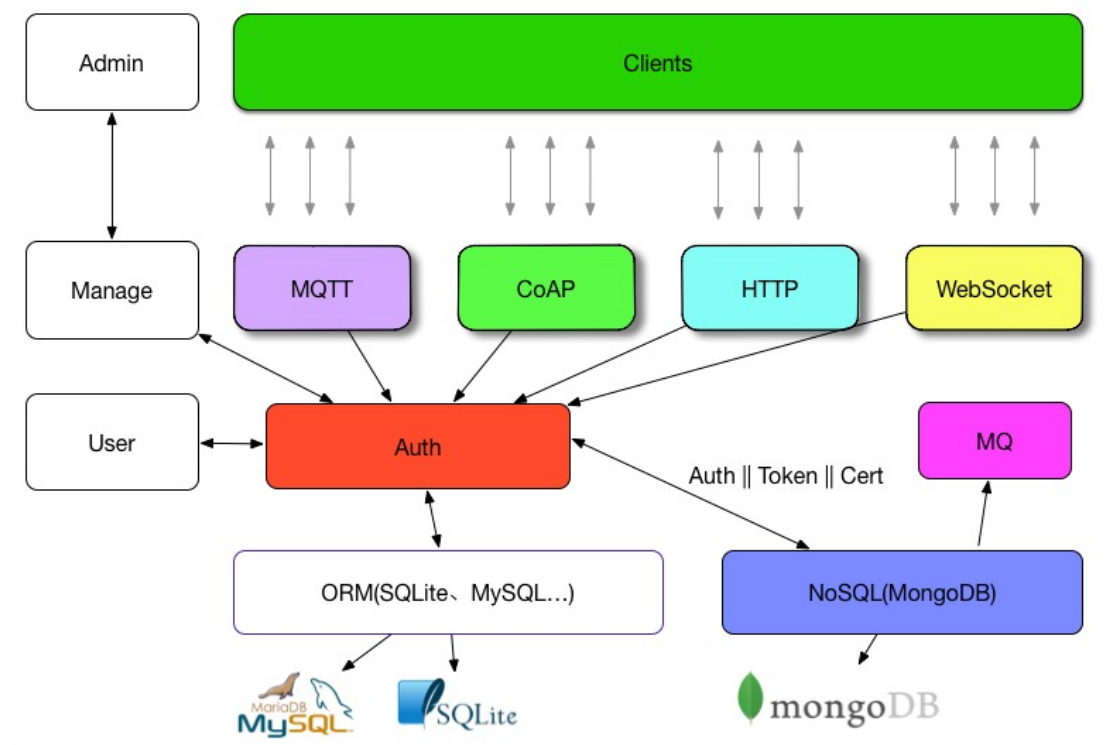 Admin
Clients
Manage
MQTT
CoAP
HTTP
WebSocket
User
Auth
MQ
Auth || Token || Cert
ORM(SQLite、MySQL...)
NoSQL(MongoDB)
MariaDB
MySQL
SQLite
mongoDB